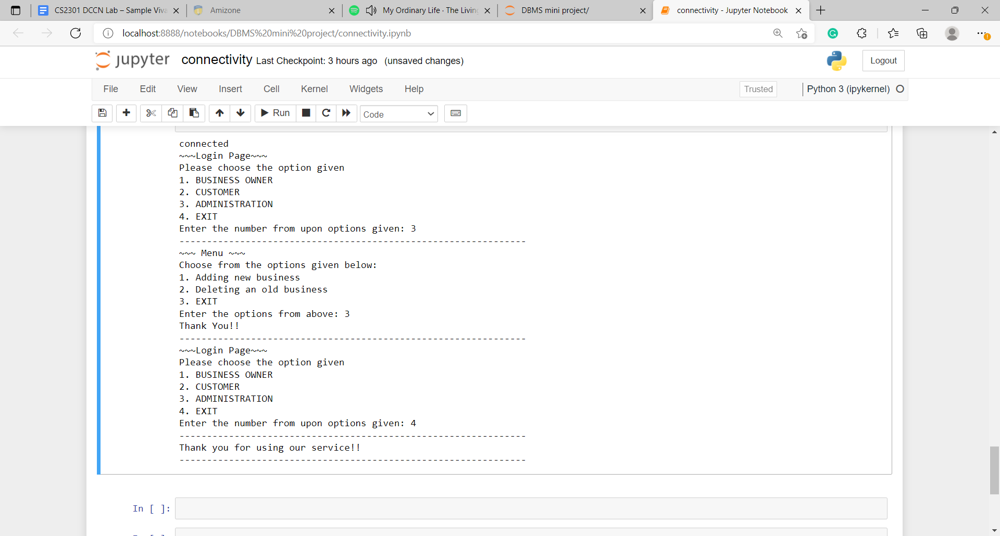 CS2301 DCCN Lab – Sample Viva
Amizone
My Ordinary Life · The Living
DBMS mini project/
connectivity - Jupyter Notebook
localhost:8888/notebooks/DBMS%20mini%20project/connectivity.ipynb
jupyter connectivity Last Checkpoint: 3 hours ago (unsaved changes)
Logout
File Edit View Insert Cell Kernel Widgets Help
Trusted
Python 3 (ipykernel)
Run
Code
connected
~~~Login Page~~~
Please choose the option given
1. BUSINESS OWNER
2. CUSTOMER
3. ADMINISTRATION
4. EXIT
Enter the number from upon options given: 3
---------------------------------------------------------------
~~~ Menu ~~~
Choose from the options given below:
1. Adding new business
2. Deleting an old business
3. EXIT
Enter the options from above: 3
Thank You!!
---------------------------------------------------------------
~~~Login Page~~~
Please choose the option given
1. BUSINESS OWNER
2. CUSTOMER
3. ADMINISTRATION
4. EXIT
Enter the number from upon options given: 4
---------------------------------------------------------------
Thank you for using our service!!
---------------------------------------------------------------
In [ ]: